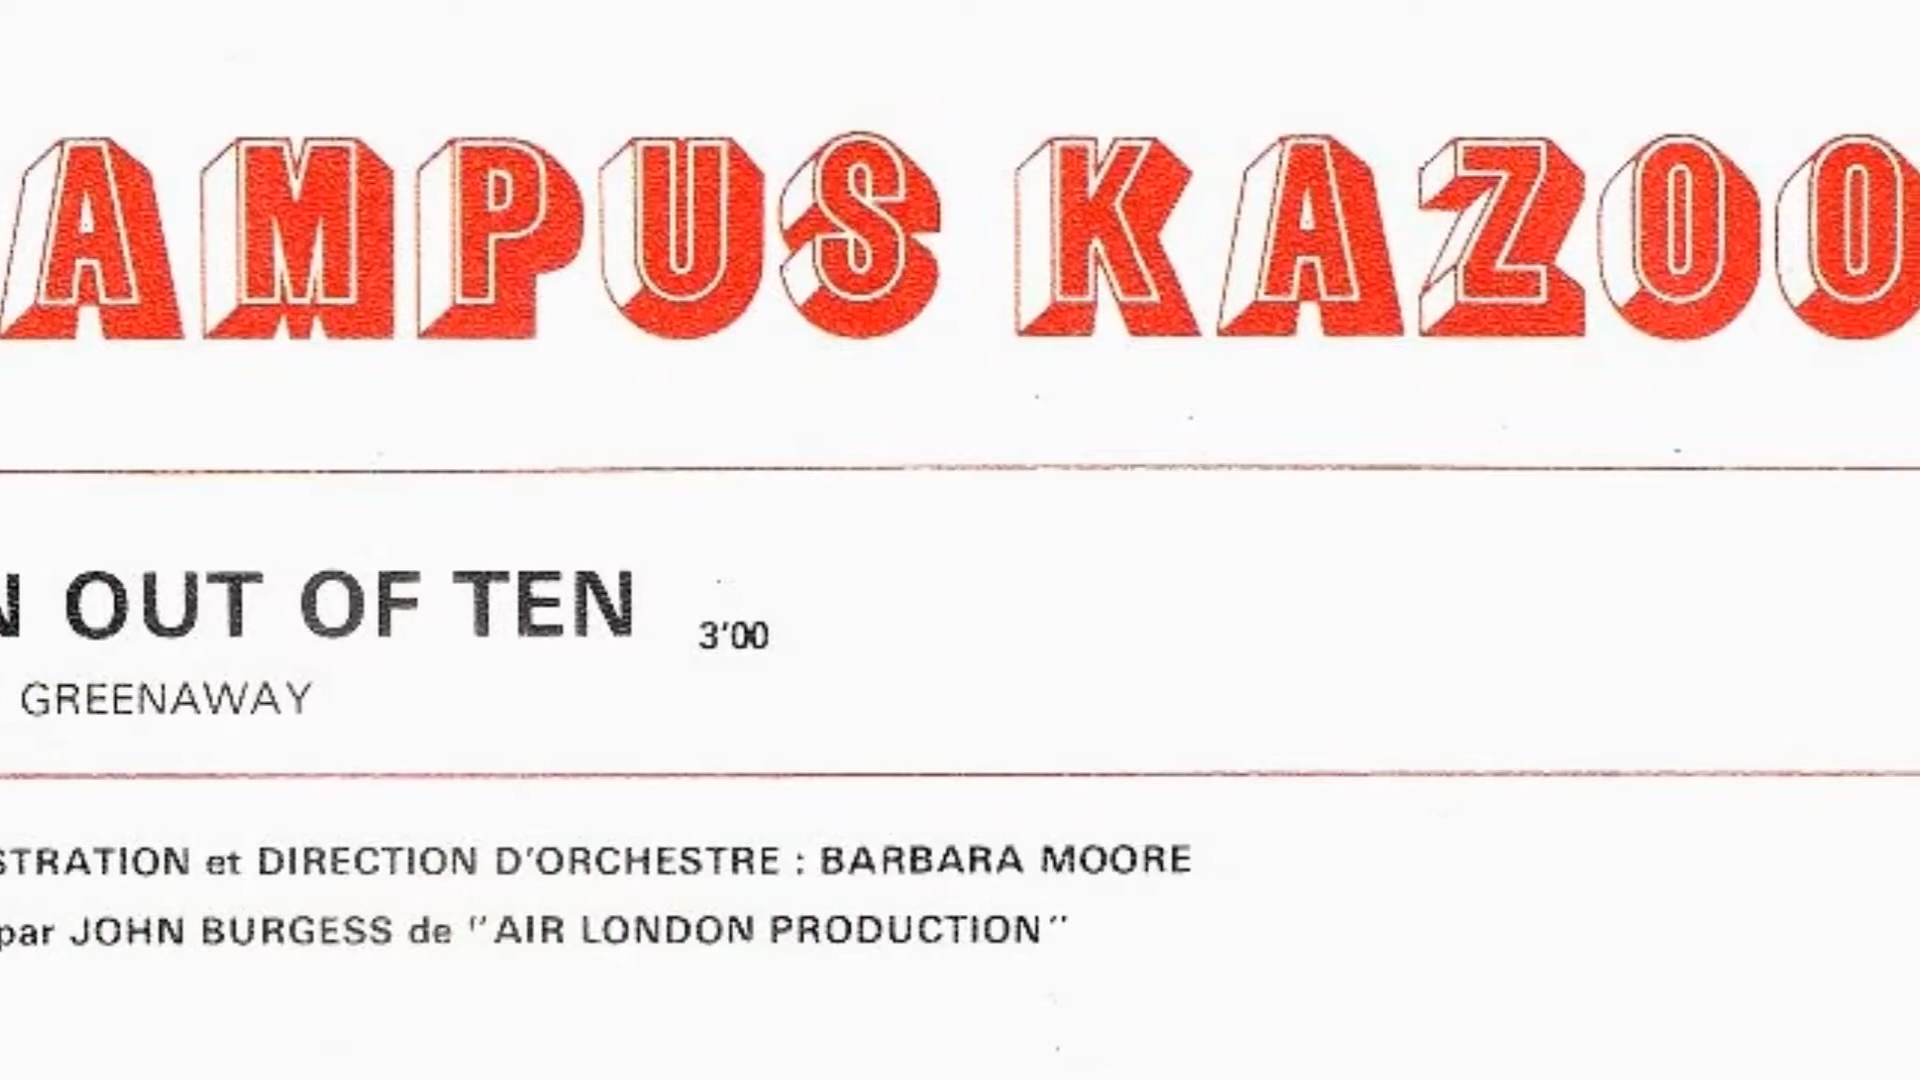 AMPUS KAZOO
N OUT OF TEN 3'00
GREENAWAY
STRATION et DIRECTION D'ORCHESTRE : BARBARA MOORE
par JOHN BURGESS de "AIR LONDON PRODUCTION"